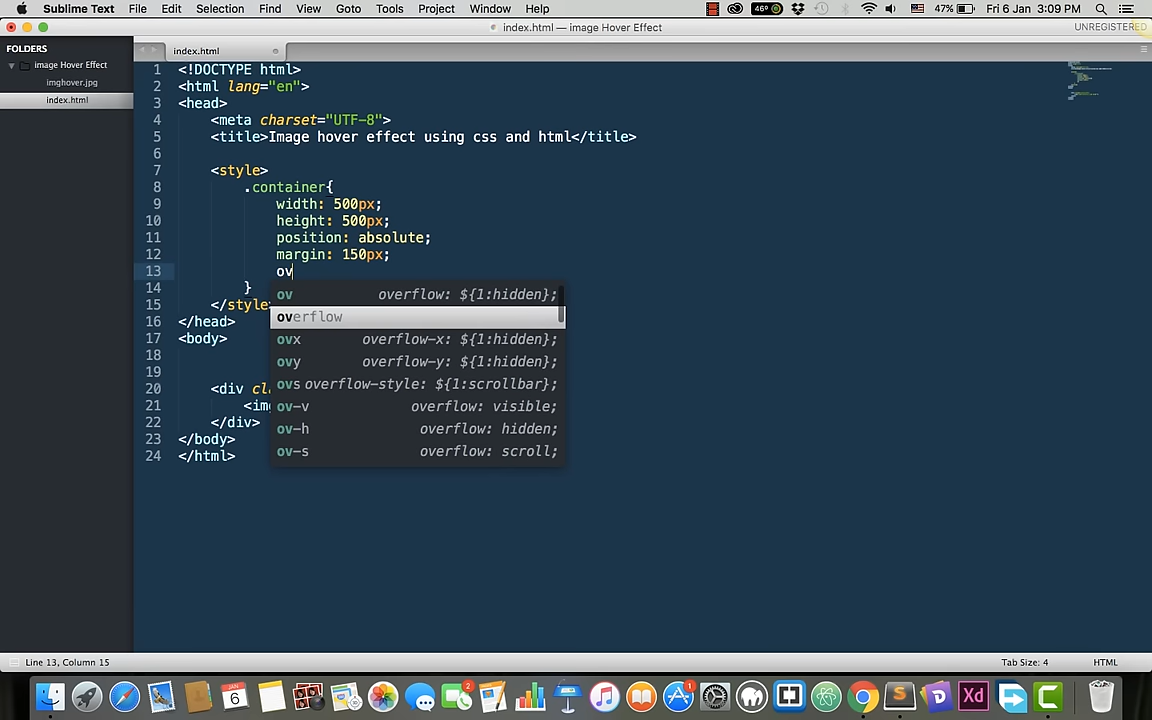 Sublime Text File Edit Selection Find View Goto Tools Project Window Help 46° 47% Fri 6 Jan 3:09 PM
index.html — image Hover Effect UNREGISTERED
FOLDERS
image Hover Effect
imghover.jpg
index.html
index.html
1 <!DOCTYPE html>
2 <html lang="en">
3 <head>
4 <meta charset="UTF-8">
5 <title>Image hover effect using css and html</title>
6
7 <style>
8 .container{
9 width: 500px;
10 height: 500px;
11 position: absolute;
12 margin: 150px;
13 ov
14 }
15 </style
16 </head>
17 <body>
18
19
20 <div cl
21 <im
22 </div>
23 </body>
24 </html>
ov overflow: ${1:hidden};
overflow
ovx overflow-x: ${1:hidden};
ovy overflow-y: ${1:hidden};
ovs overflow-style: ${1:scrollbar};
ov-v overflow: visible;
ov-h overflow: hidden;
ov-s overflow: scroll;
Line 13, Column 15 Tab Size: 4 HTML
JAN
6
2
1
S
D
Xd
C